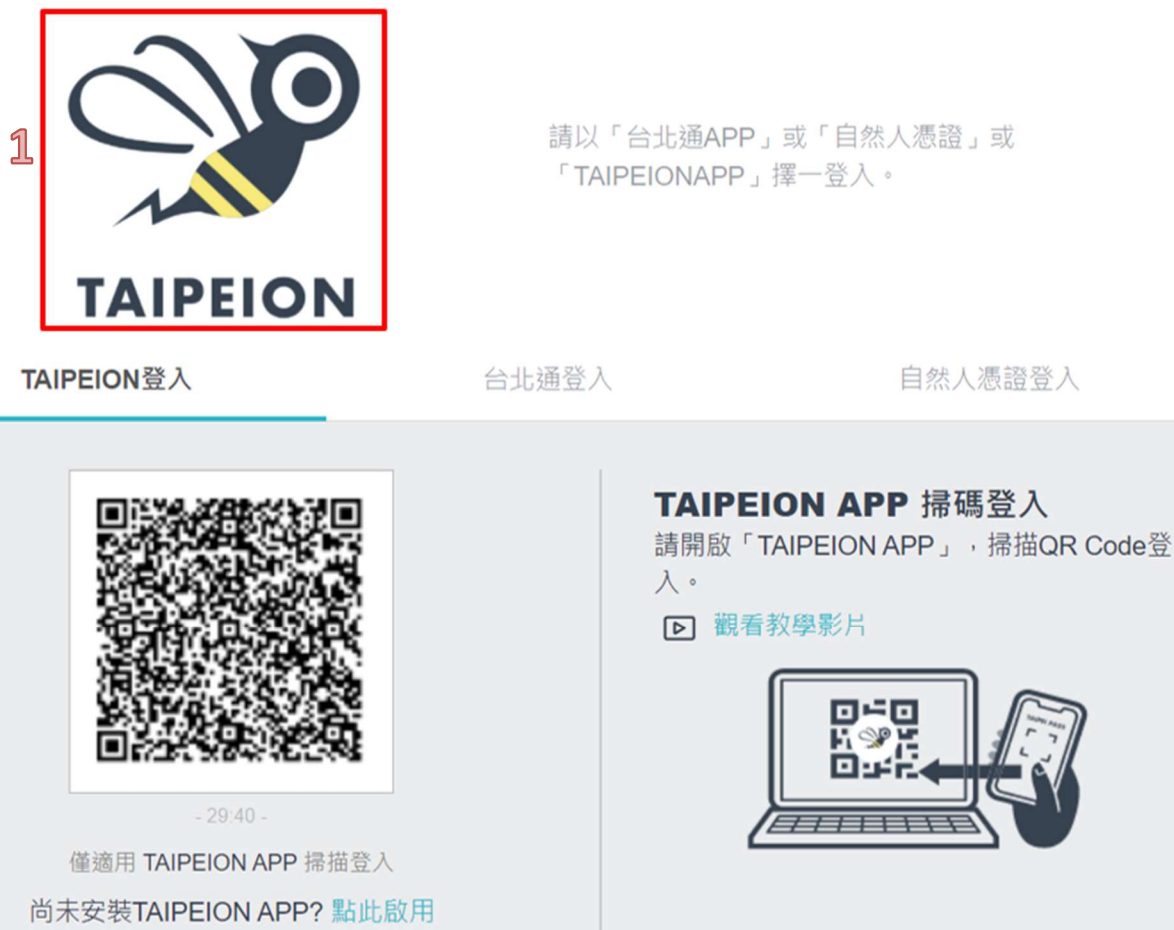 1
TAIPEION
請以「台北通APP」或「自然人憑證」或
「TAIPEIONAPP」擇一登入。
TAIPEION登入
台北通登入
自然人憑證登入
- 29:40 -
僅適用 TAIPEION APP 掃描登入
尚未安裝TAIPEION APP? 點此啟用
TAIPEION APP 掃碼登入
請開啟「TAIPEION APP」，掃描QR Code登
入。
觀看教學影片
TAIPEI PASS